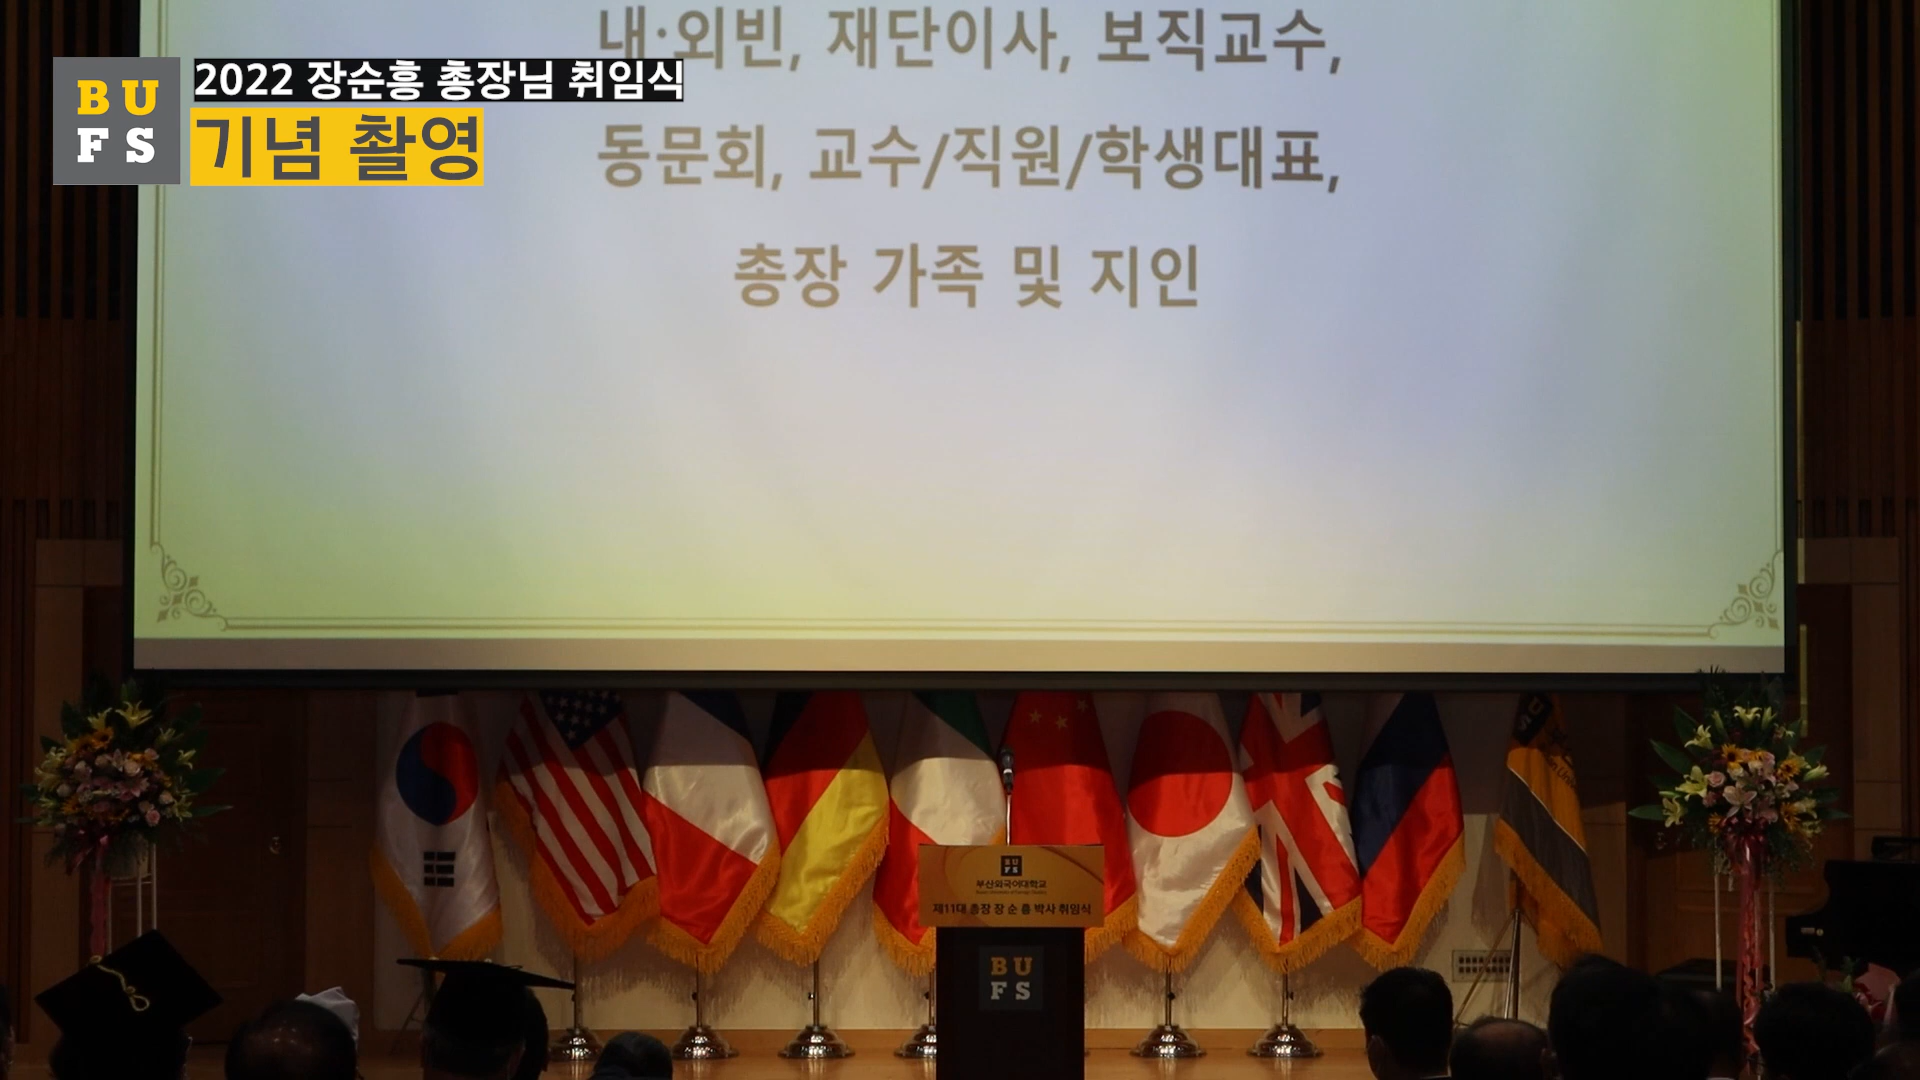 내·외빈, 재단이사, 보직교수,
BU
FS
2022 장순흥 총장님 취임식
기념 촬영
동문회, 교수/직원/학생대표,
총장 가족 및 지인
BU
FS
부산외국어대학교
제11대 총장 장순흥 박사 취임식
BU
FS